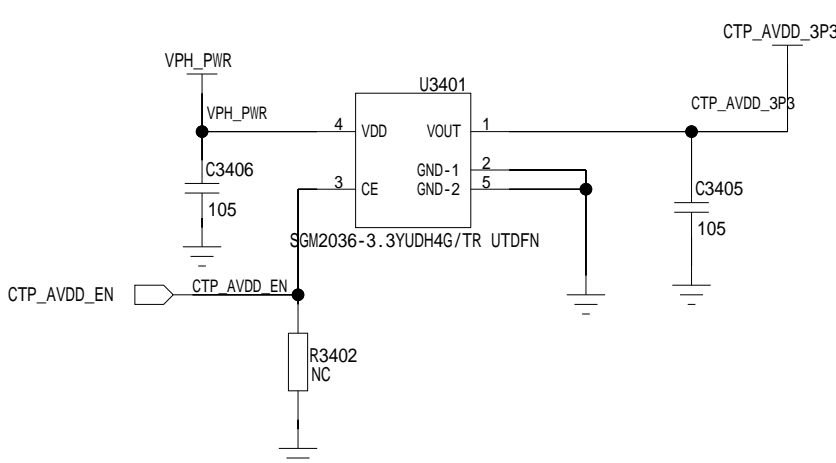 CTP_AVDD_3P3
VPH_PWR
U3401
VPH_PWR
CTP_AVDD_3P3
4 VDD VOUT 1
C3406
GND-1 2
3 CE GND-2 5
C3405
105
105
SGM2036-3.3YUDH4G/TR UTDFN
CTP_AVDD_EN
CTP_AVDD_EN
R3402
NC